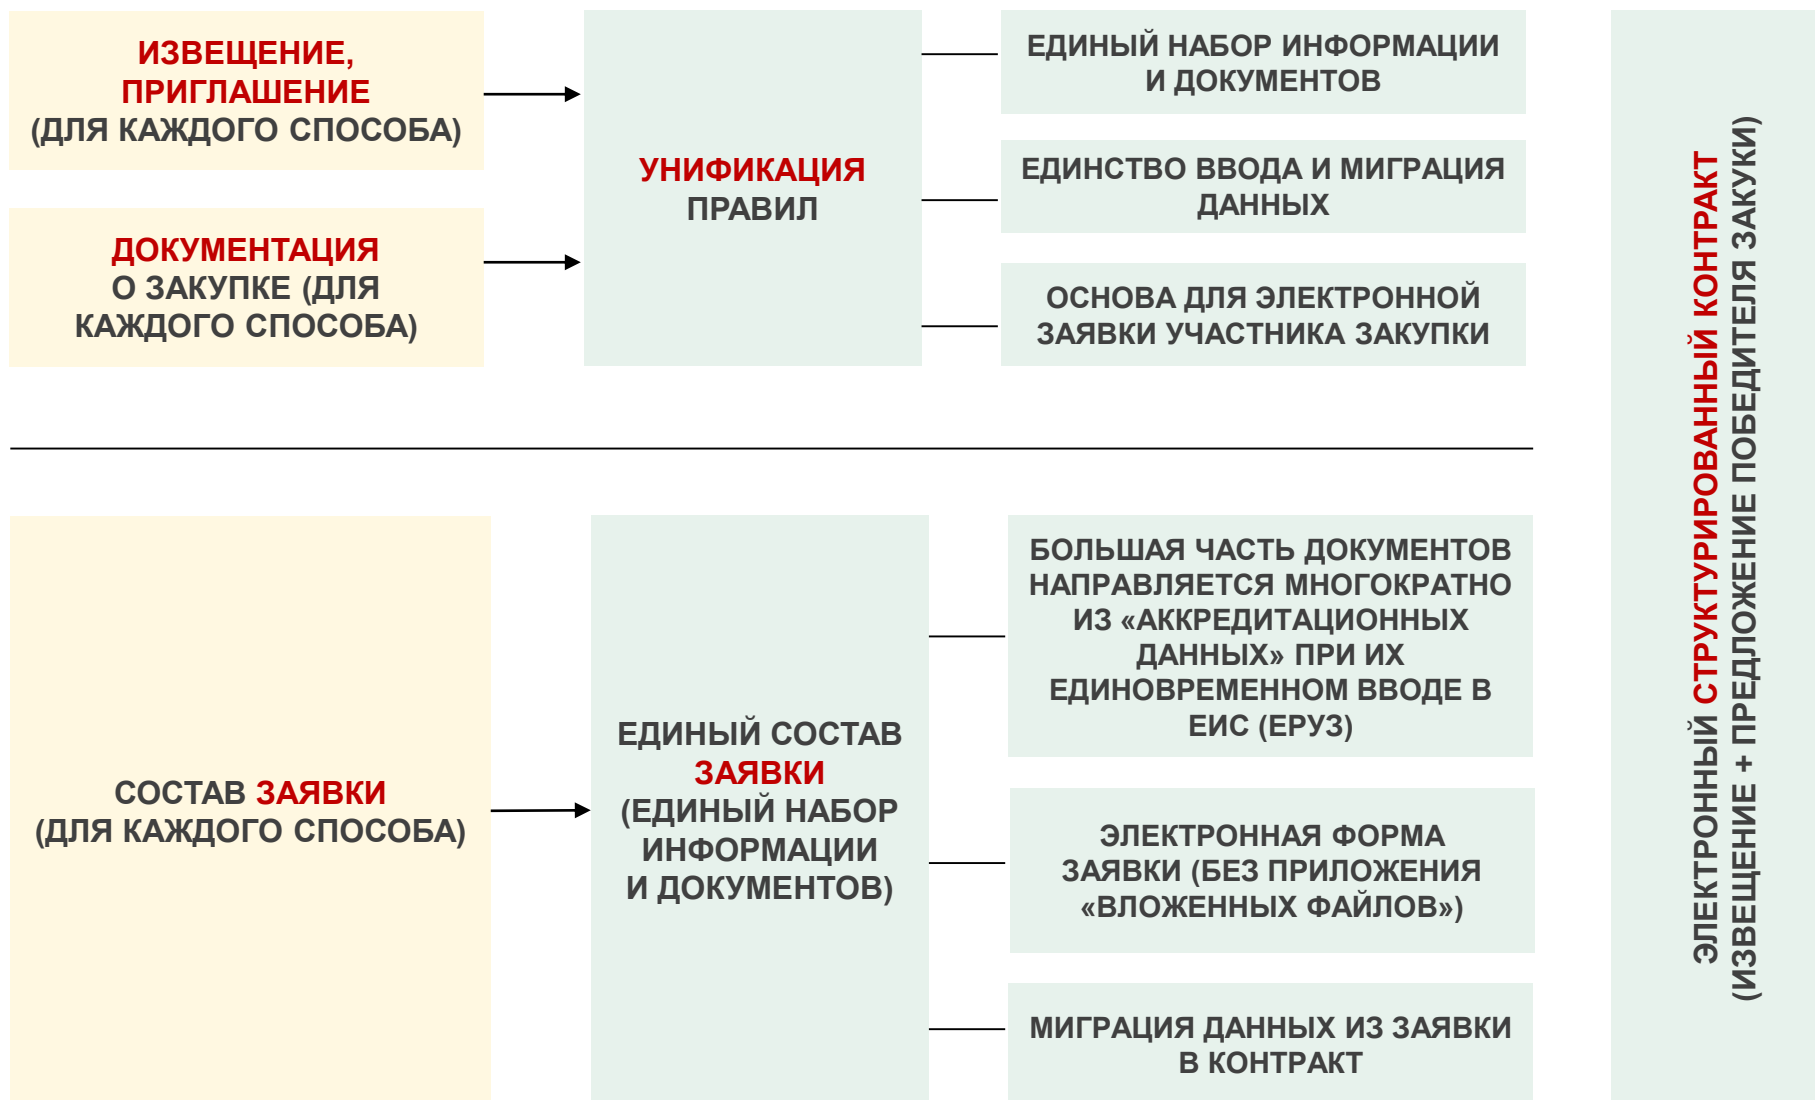 ИЗВЕЩЕНИЕ,
ПРИГЛАШЕНИЕ
(ДЛЯ КАЖДОГО СПОСОБА)
ДОКУМЕНТАЦИЯ
О ЗАКУПКЕ (ДЛЯ
КАЖДОГО СПОСОБА)
УНИФИКАЦИЯ
ПРАВИЛ
ЕДИНЫЙ НАБОР ИНФОРМАЦИИ
И ДОКУМЕНТОВ
ЕДИНСТВО ВВОДА И МИГРАЦИЯ
ДАННЫХ
ОСНОВА ДЛЯ ЭЛЕКТРОННОЙ
ЗАЯВКИ УЧАСТНИКА ЗАКУПКИ
СОСТАВ ЗАЯВКИ
(ДЛЯ КАЖДОГО СПОСОБА)
ЕДИНЫЙ СОСТАВ
ЗАЯВКИ
(ЕДИНЫЙ НАБОР
ИНФОРМАЦИИ
И ДОКУМЕНТОВ)
БОЛЬШАЯ ЧАСТЬ ДОКУМЕНТОВ
НАПРАВЛЯЕТСЯ МНОГОКРАТНО
ИЗ «АККРЕДИТАЦИОННЫХ
ДАННЫХ» ПРИ ИХ
ЕДИНОВРЕМЕННОМ ВВОДЕ В
ЕИС (ЕРУЗ)
ЭЛЕКТРОННАЯ ФОРМА
ЗАЯВКИ (БЕЗ ПРИЛОЖЕНИЯ
«ВЛОЖЕННЫХ ФАЙЛОВ»)
МИГРАЦИЯ ДАННЫХ ИЗ ЗАЯВКИ
В КОНТРАКТ
ЭЛЕКТРОННЫЙ СТРУКТУРИРОВАННЫЙ КОНТРАКТ
(ИЗВЕЩЕНИЕ + ПРЕДЛОЖЕНИЕ ПОБЕДИТЕЛЯ ЗАКУКИ)